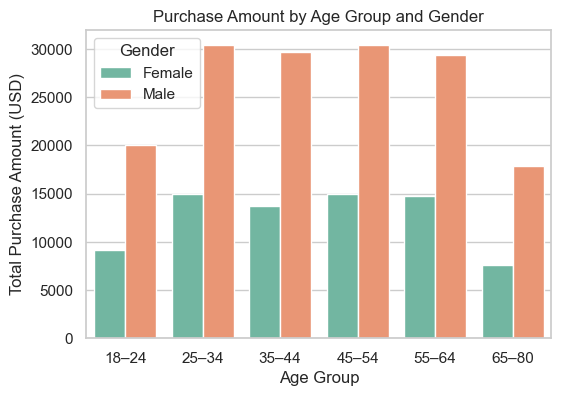 Purchase Amount by Age Group and Gender
Total Purchase Amount (USD)
30000
25000
20000
15000
10000
5000
0
Gender
Female
Male
18–24 25–34 35–44 45–54 55–64 65–80
Age Group